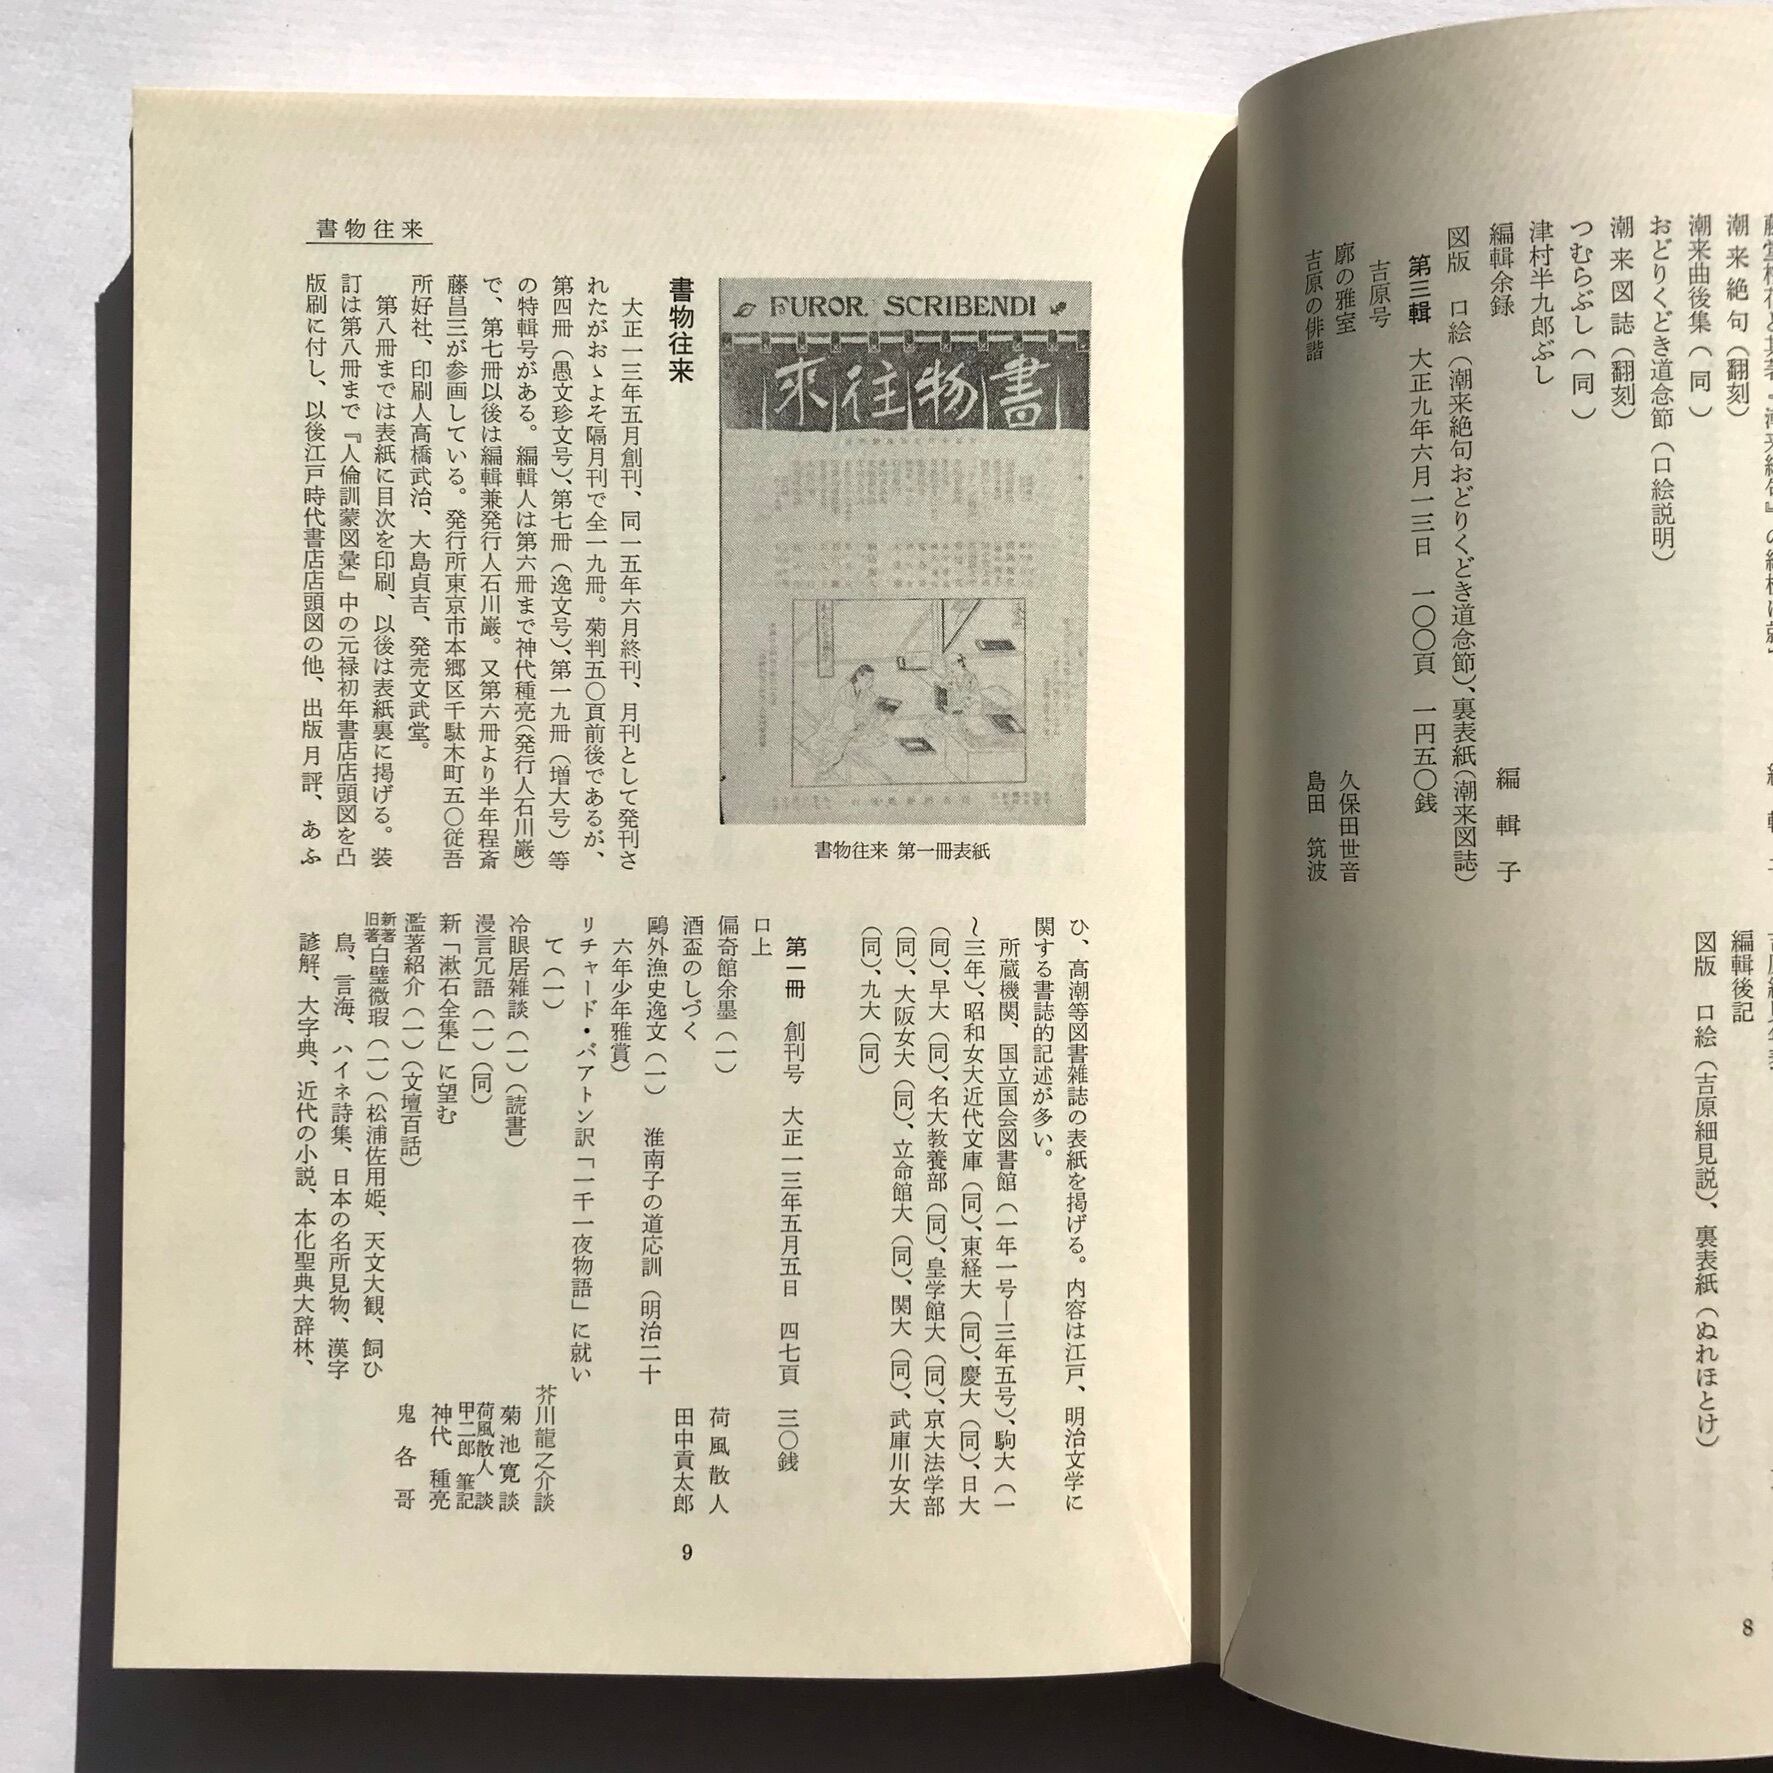 潮来絶句（翻刻）
潮来曲後集（同）
おどりくどき道念節（口絵説明）
潮来図誌（翻刻）
つむらぶし（同）
津村半九郎ぶし
編輯余録 編輯子
図版 口絵（潮来絶句おどりくどき道念節）、裏表紙（潮来図誌）
第三輯 大正九年六月一三日 一〇〇頁 一円五〇銭
吉原号
廓の雅室 久保田世音
吉原の俳諧 島田筑波
編輯後記
図版 口絵（吉原細見説）、裏表紙（ぬれほとけ）
8
書物往来
FUROR SCRIBENDI
書物往來
書物往来 第一冊表紙
書物往来
大正一三年五月創刊、同一五年六月終刊、月刊として発刊さ
れたがおゝよそ隔月刊で全一九冊。菊判五〇頁前後であるが、
第四冊（愚文珍文号）、第七冊（逸文号）、第一九冊（増大号）等
の特輯号がある。編輯人は第六冊まで神代種亮（発行人石川巌）
で、第七冊以後は編輯兼発行人石川巌。又第六冊より半年程斎
藤昌三が参画している。発行所東京市本郷区千駄木町五〇従吾
所好社、印刷人高橋武治、大島貞吉、発売文武堂。
第八冊までは表紙に目次を印刷、以後は表紙裏に掲げる。装
訂は第八冊まで『人倫訓蒙図彙』中の元禄初年書店店頭図を凸
版刷に付し、以後江戸時代書店店頭図の他、出版月評、あふ
ひ、高潮等図書雑誌の表紙を掲げる。内容は江戸、明治文学に
関する書誌的記述が多い。
所蔵機関、国立国会図書館（一年一号—三年五号）、駒大（一
〜三年）、昭和女大近代文庫（同）、東経大（同）、慶大（同）、日大
（同）、早大（同）、名大教養部（同）、皇学館大（同）、京大法学部
（同）、大阪女大（同）、立命館大（同）、関大（同）、武庫川女大
（同）、九大（同）
第一冊 創刊号 大正一三年五月五日 四七頁 三〇銭
口上
偏奇館余墨（一） 荷風散人
酒盃のしづく 田中貢太郎
鷗外漁史逸文（一） 淮南子の道応訓（明治二十
六年少年雅賞）
リチャード・バアトン訳「一千一夜物語」に就い
て（一） 芥川龍之介談
冷眼居雑談（一）（読書） 菊池寛談
漫言冗語（一）（同） 荷風散人談
甲二郎筆記
新「漱石全集」に望む 神代種亮
濫著紹介（一）（文壇百話） 鬼各哥
新著旧著白璧微瑕（一）（松浦佐用姫、天文大観、飼ひ
鳥、言海、ハイネ詩集、日本の名所見物、漢字
諺解、大字典、近代の小説、本化聖典大辞林、
9